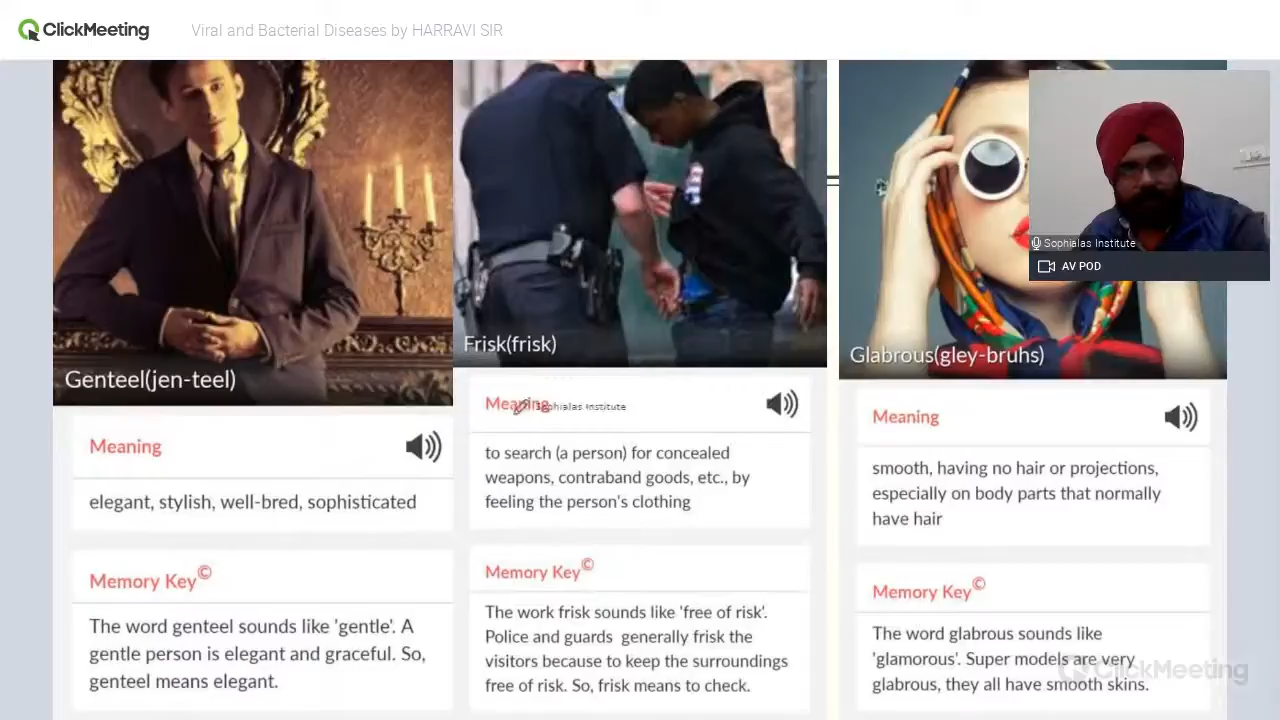 ClickMeeting
Viral and Bacterial Diseases by HARRAVI SIR
Sophialas Institute
AV POD
Genteel(jen-teel)
Meaning
elegant, stylish, well-bred, sophisticated
Memory Key©
The word genteel sounds like 'gentle'. A
gentle person is elegant and graceful. So,
genteel means elegant.
Frisk(frisk)
Meaning
Sophialas Institute
to search (a person) for concealed
weapons, contraband goods, etc., by
feeling the person's clothing
Memory Key©
The work frisk sounds like 'free of risk'.
Police and guards generally frisk the
visitors because to keep the surroundings
free of risk. So, frisk means to check.
Glabrous(gley-bruhs)
Meaning
smooth, having no hair or projections,
especially on body parts that normally
have hair
Memory Key©
The word glabrous sounds like
'glamorous'. Super models are very
glabrous, they all have smooth skins.
ClickMeeting